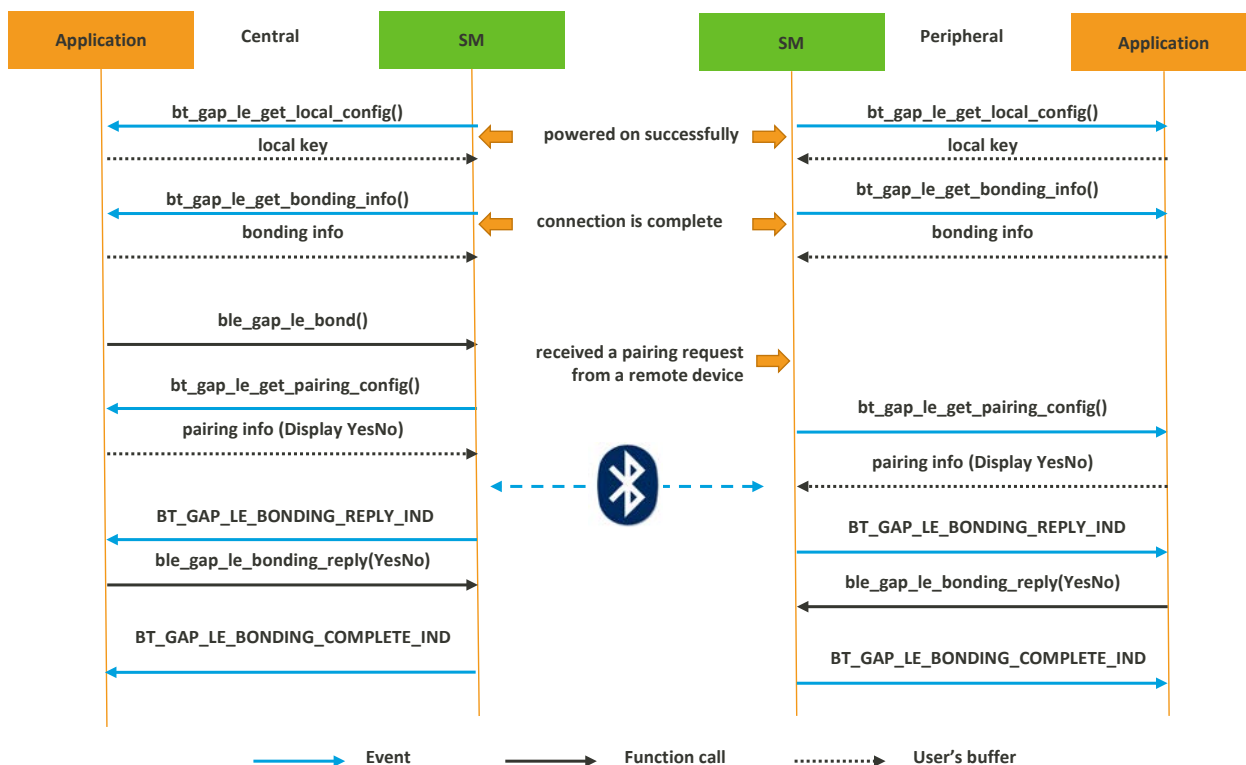 Application
Central
SM
SM
Peripheral
Application
bt_gap_le_get_local_config()
powered on successfully
bt_gap_le_get_local_config()
local key
local key
bt_gap_le_get_bonding_info()
connection is complete
bt_gap_le_get_bonding_info()
bonding info
bonding info
ble_gap_le_bond()
received a pairing request
from a remote device
bt_gap_le_get_pairing_config()
bt_gap_le_get_pairing_config()
pairing info (Display YesNo)
pairing info (Display YesNo)
BT_GAP_LE_BONDING_REPLY_IND
BT_GAP_LE_BONDING_REPLY_IND
ble_gap_le_bonding_reply(YesNo)
ble_gap_le_bonding_reply(YesNo)
BT_GAP_LE_BONDING_COMPLETE_IND
BT_GAP_LE_BONDING_COMPLETE_IND
Event
Function call
User's buffer